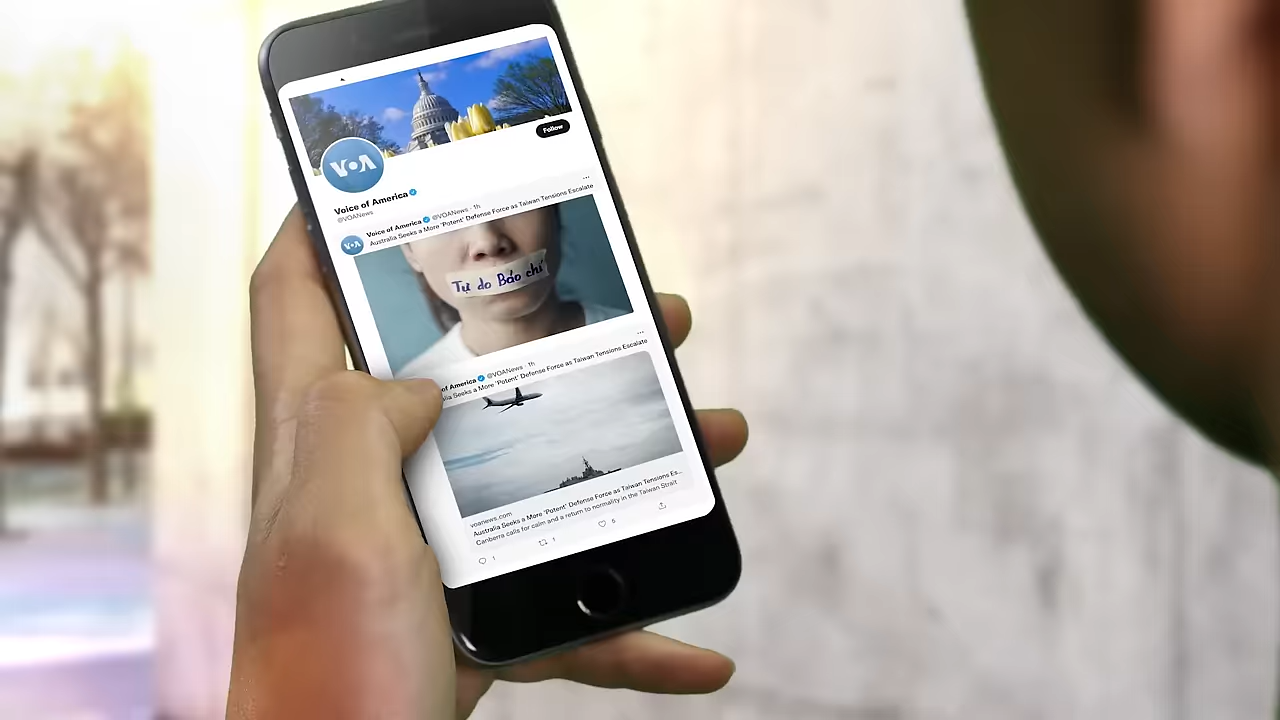 Follow
VOA
Voice of America
@VOANews
VOA
Voice of America @VOANews · 1h
Australia Seeks a More 'Potent' Defense Force as Taiwan Tensions Escalate
Tự do Báo chí
of America @VOANews · 1h
lia Seeks a More 'Potent' Defense Force as Taiwan Tensions Escalate
voanews.com
Australia Seeks a More 'Potent' Defense Force as Taiwan Tensions Es...
Canberra calls for calm and a return to normality in the Taiwan Strait
1
1
5